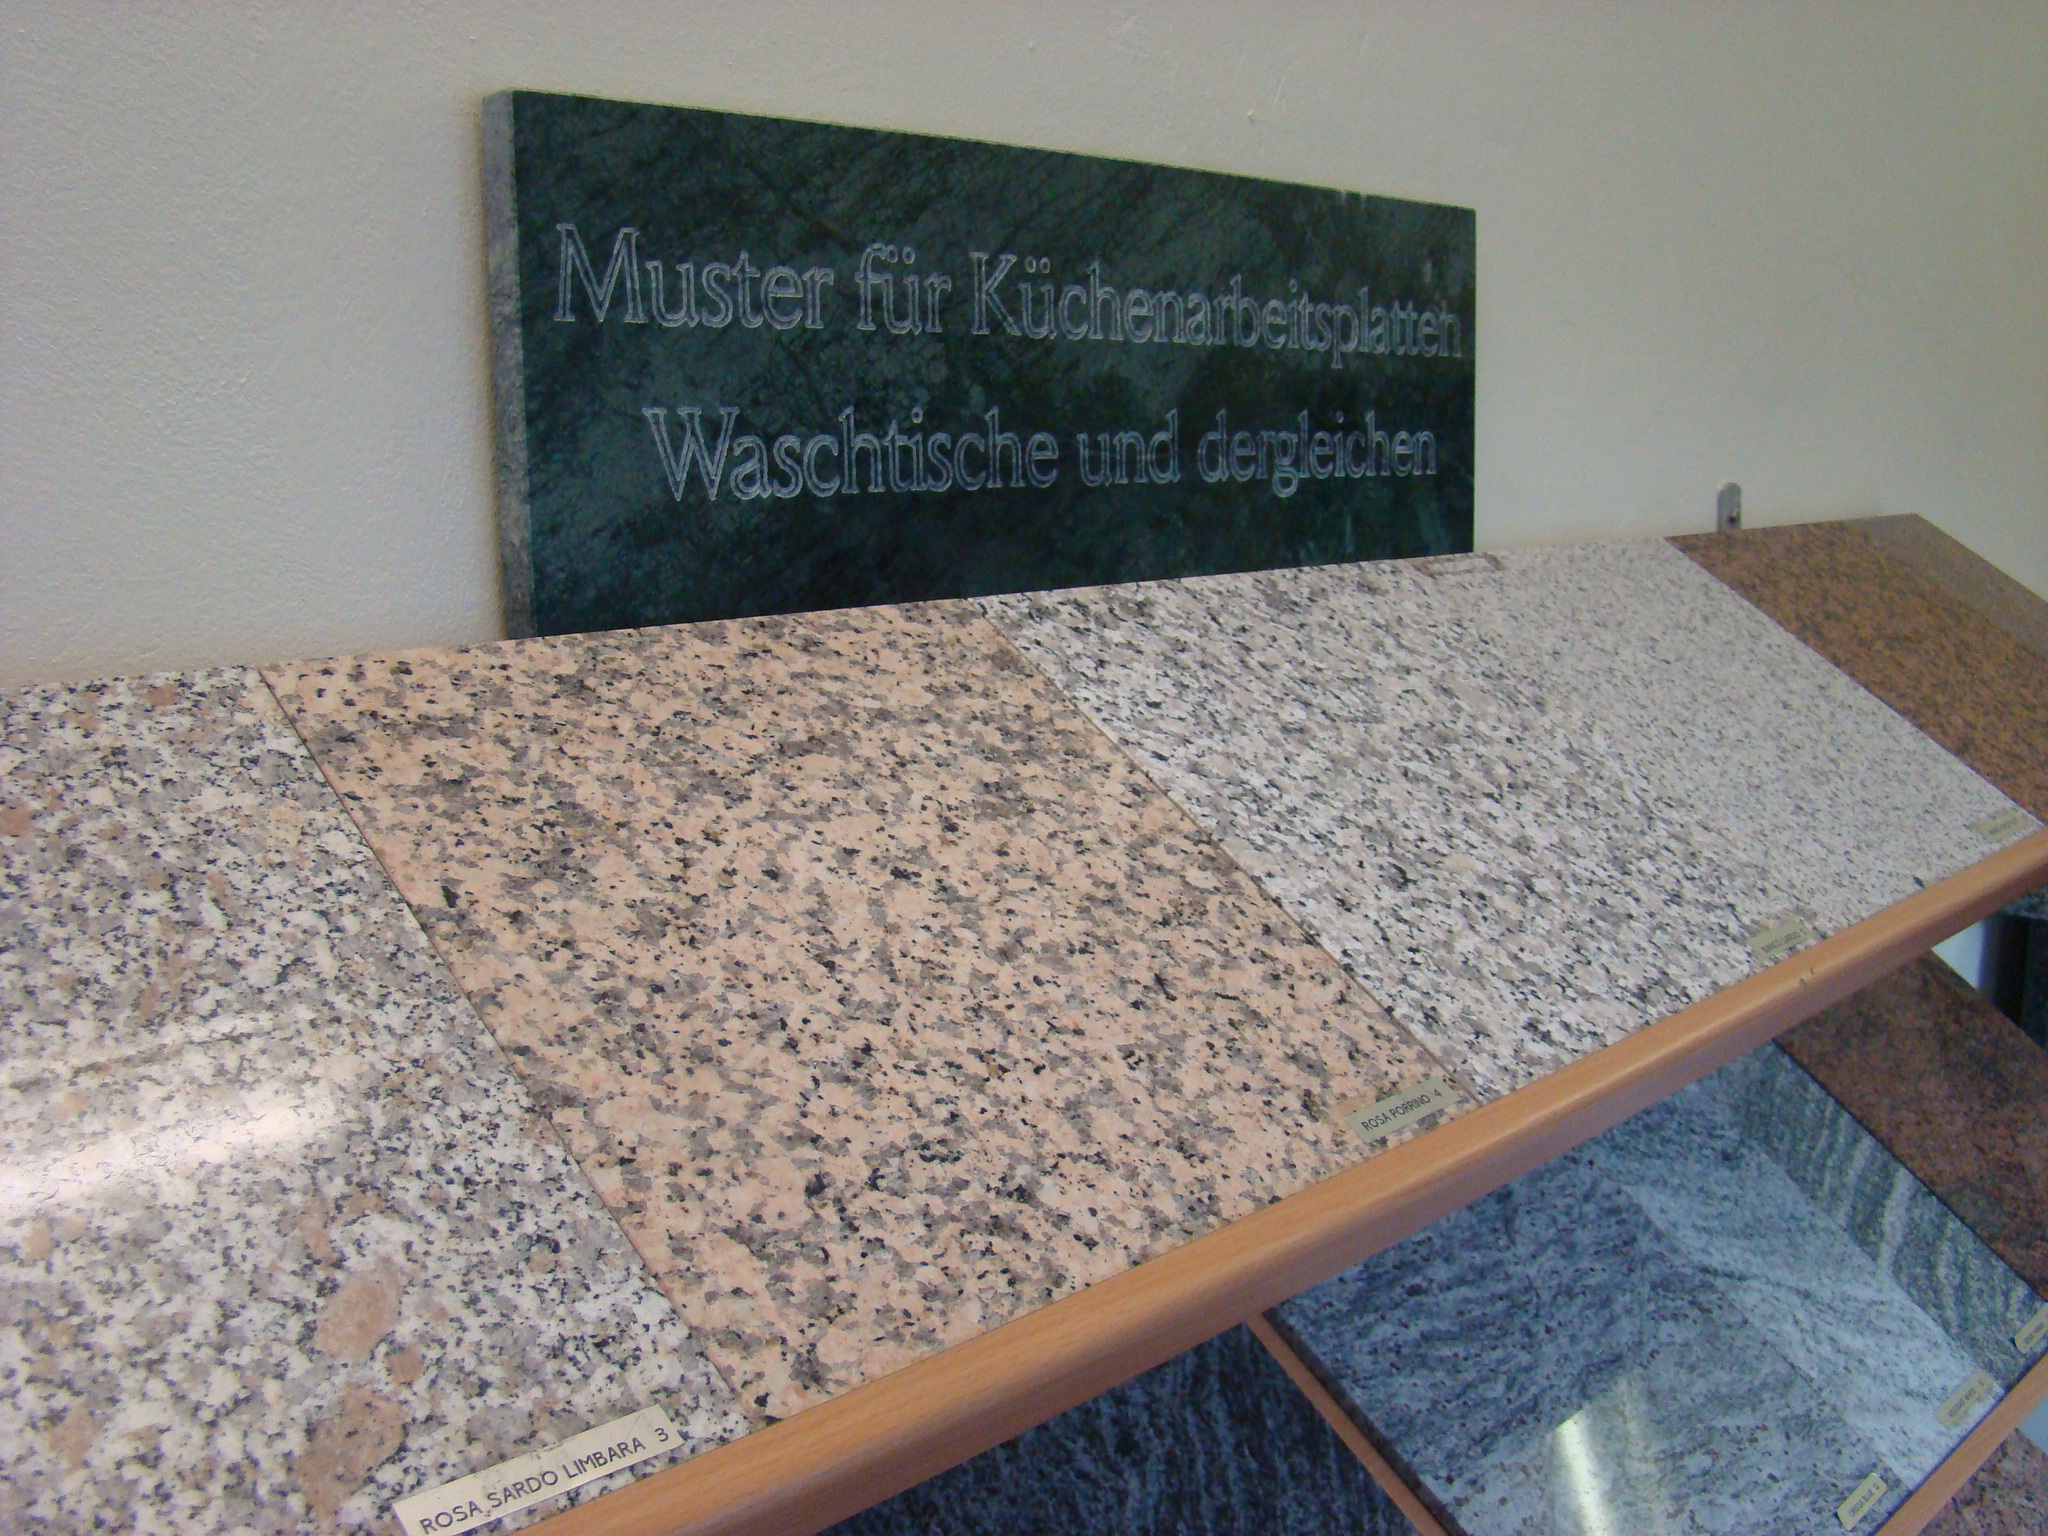 Muster für Küchenarbeitsplatten
Waschtische und dergleichen
ROSA PORRINO 4
ROSA SARDO LIMBARA 3